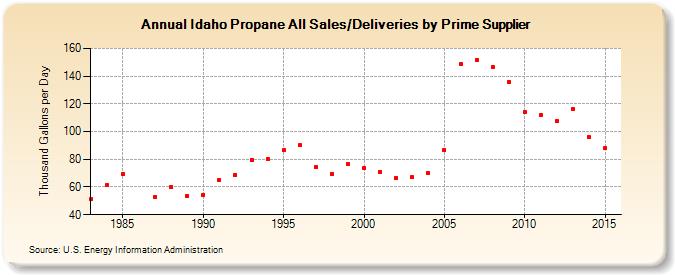 Annual Idaho Propane All Sales/Deliveries by Prime Supplier
Thousand Gallons per Day
160
140
120
100
80
60
40
1985 1990 1995 2000 2005 2010 2015
Source: U.S. Energy Information Administration